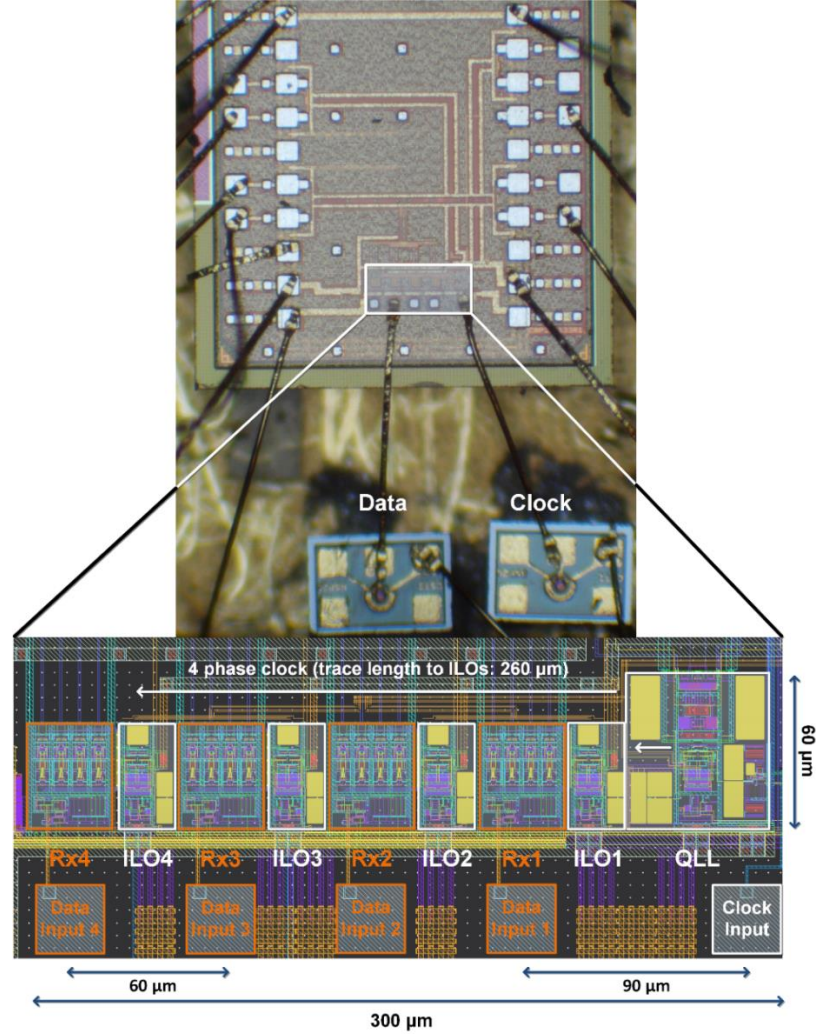 Data
Clock
4 phase clock (trace length to ILOs: 260 µm)
60 µm
Rx4
ILO4
Rx3
ILO3
Rx2
ILO2
Rx1
ILO1
QLL
Data
Input 4
Data
Input 3
Data
Input 2
Data
Input 1
Clock
Input
60 µm
90 µm
300 µm